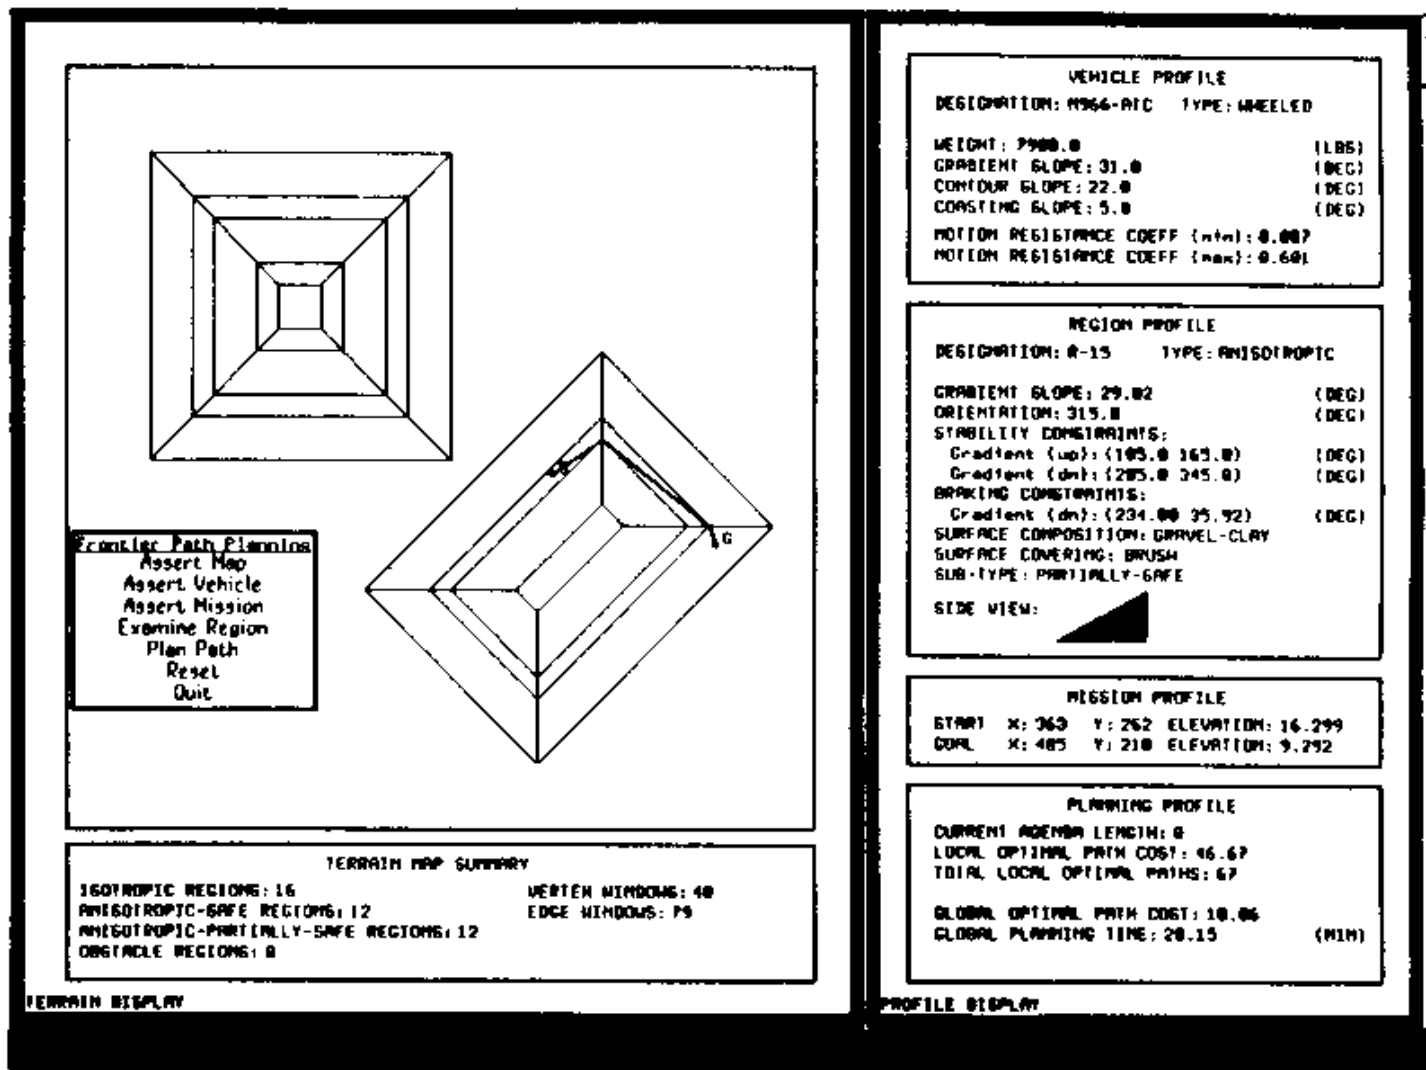 Frontier Path Planning
Assert Map
Assert Vehicle
Assert Mission
Examine Region
Plan Path
Reset
Quit
G
TERRAIN MAP SUMMARY
ISOTROPIC REGIONS: 16 VERTEX WINDOWS: 40
ANISOTROPIC-SAFE REGIONS: 12 EDGE WINDOWS: 79
ANISOTROPIC-PARTIALLY-SAFE REGIONS: 12
OBSTACLE REGIONS: 0
TERRAIN DISPLAY
VEHICLE PROFILE
DESIGNATION: TYPE: WHEELED
WEIGHT: 7900.0 (LBS)
GRADIENT SLOPE: 31.0 (DEG)
CONTOUR SLOPE: 22.0 (DEG)
COASTING SLOPE: 5.0 (DEG)
MOTION RESISTANCE COEFF (min): 0.087
MOTION RESISTANCE COEFF (max): 0.601
REGION PROFILE
DESIGNATION: R-15 TYPE: ANISOTROPIC
GRADIENT SLOPE: 29.02 (DEG)
ORIENTATION: 315.0 (DEG)
STABILITY CONSTRAINTS:
Gradient (up): (105.0 165.0) (DEG)
Gradient (dn): (285.0 345.0) (DEG)
BRAKING CONSTRAINTS:
Gradient (dn): (234.08 35.92) (DEG)
SURFACE COMPOSITION: GRAVEL-CLAY
SURFACE COVERING: BRUSH
SUB-TYPE: PARTIALLY-SAFE
SIDE VIEW:
MISSION PROFILE
START X: 363 Y: 262 ELEVATION: 16.299
GOAL X: 485 Y: 210 ELEVATION: 9.292
PLANNING PROFILE
CURRENT AGENDA LENGTH: 0
LOCAL OPTIMAL PATH COST: 46.67
TOTAL LOCAL OPTIMAL PATHS: 67
GLOBAL OPTIMAL PATH COST: 10.06
GLOBAL PLANNING TIME: 20.15 (MIN)
PROFILE DISPLAY